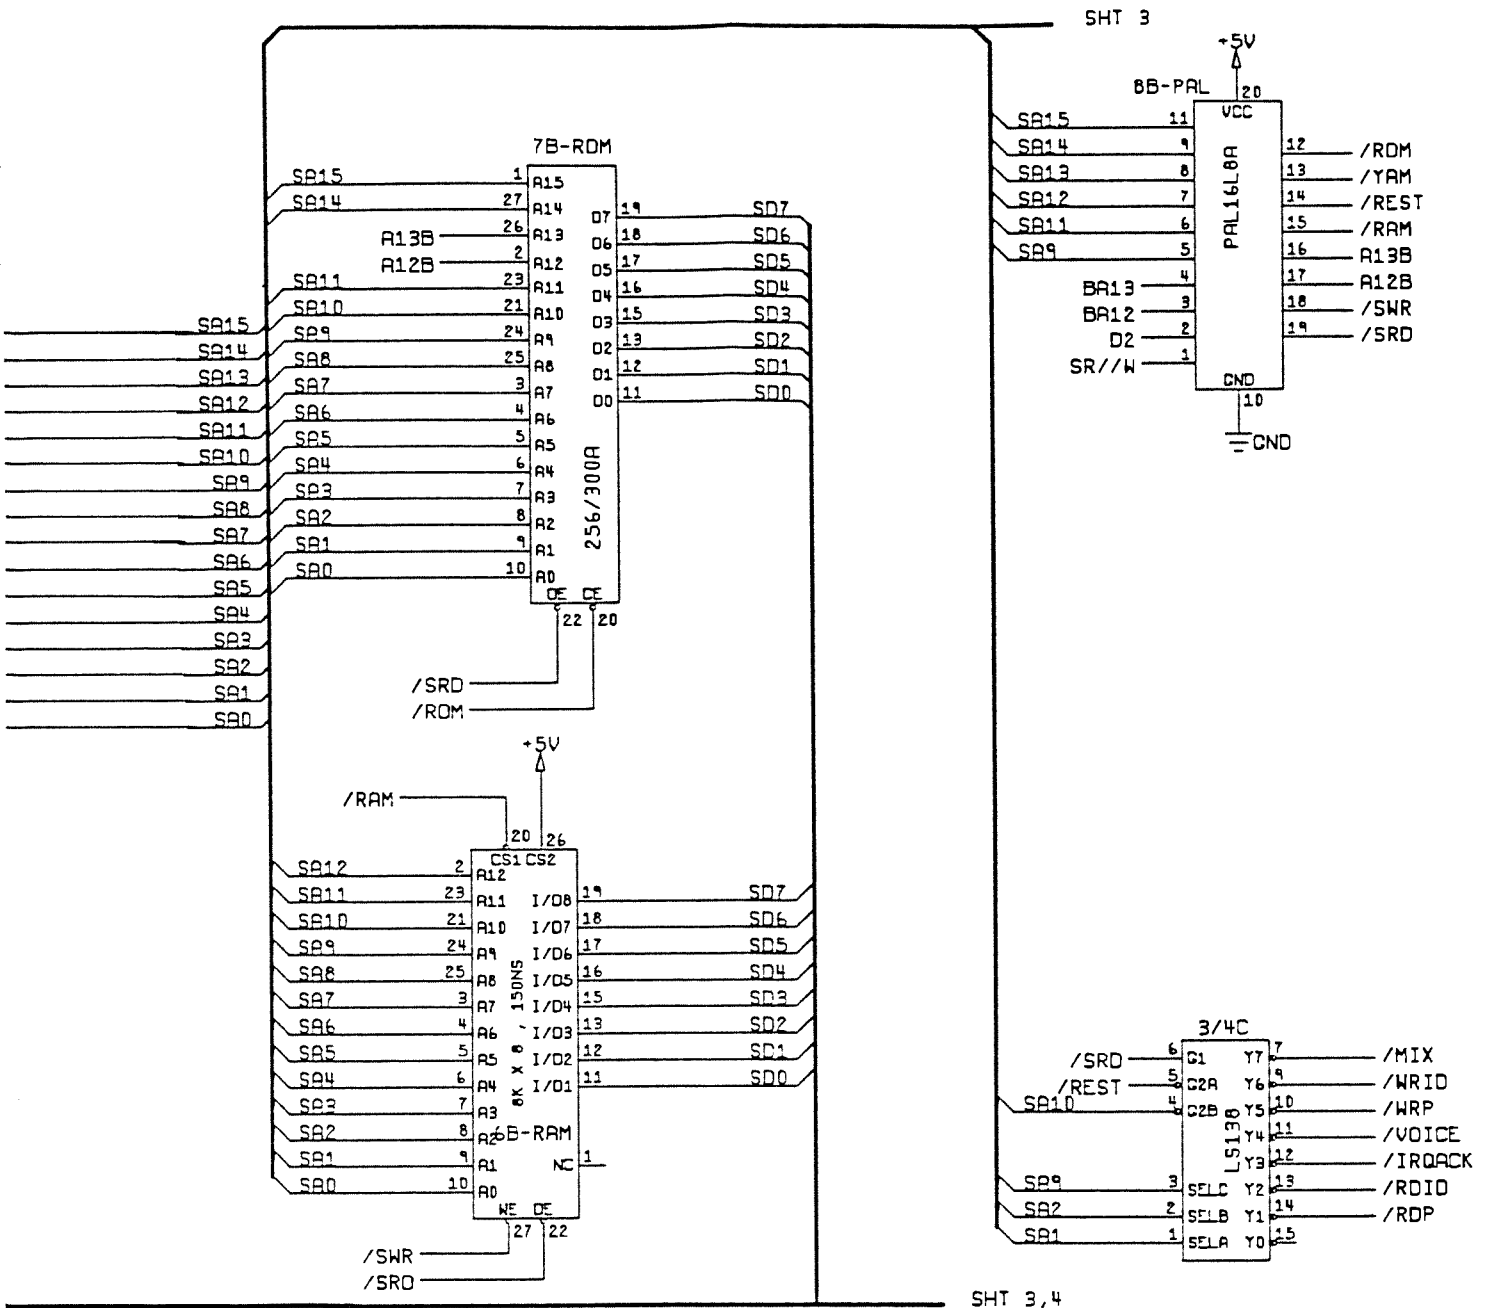 SHT 3
+5V
8B-PAL 20
VCC
SA15 11
SA14 9 12 /ROM
SA13 8 13 /YAM
SA12 7 14 /REST
SA11 6 15 /RAM
SA9 5 16 A13B
BA13 4 17 A12B
BA12 3 18 /SWR
D2 2 19 /SRD
SR//W 1
PAL16L8A
GND
10
GND
7B-ROM
SA15 1 A15
SA14 27 A14
A13B 26 A13
A12B 2 A12
SA11 23 A11
SA10 21 A10
SA9 24 A9
SA8 25 A8
SA7 3 A7
SA6 4 A6
SA5 5 A5
SA4 6 A4
SA3 7 A3
SA2 8 A2
SA1 9 A1
SA0 10 A0
D7 19 SD7
D6 18 SD6
D5 17 SD5
D4 16 SD4
D3 15 SD3
D2 13 SD2
D1 12 SD1
D0 11 SD0
256/300A
OE CE
22 20
/SRD
/ROM
SA15
SA14
SA13
SA12
SA11
SA10
SA9
SA8
SA7
SA6
SA5
SA4
SA3
SA2
SA1
SA0
+5V
/RAM
20 26
CS1 CS2
SA12 2 A12
SA11 23 A11
SA10 21 A10
SA9 24 A9
SA8 25 A8
SA7 3 A7
SA6 4 A6
SA5 5 A5
SA4 6 A4
SA3 7 A3
SA2 8 A2
SA1 9 A1
SA0 10 A0
I/O8 19 SD7
I/O7 18 SD6
I/O6 17 SD5
I/O5 16 SD4
I/O4 15 SD3
I/O3 13 SD2
I/O2 12 SD1
I/O1 11 SD0
8K X 8 , 150NS
6B-RAM
NC 1
WE OE
27 22
/SWR
/SRD
3/4C
/SRD 6 G1 Y7 7 /MIX
/REST 5 G2A Y6 9 /WRIO
SA10 4 G2B Y5 10 /WRP
Y4 11 /VOICE
Y3 12 /IRQACK
SA9 3 SELC Y2 13 /RDIO
SA2 2 SELB Y1 14 /RDP
SA1 1 SELA Y0 15
LS138
SHT 3,4